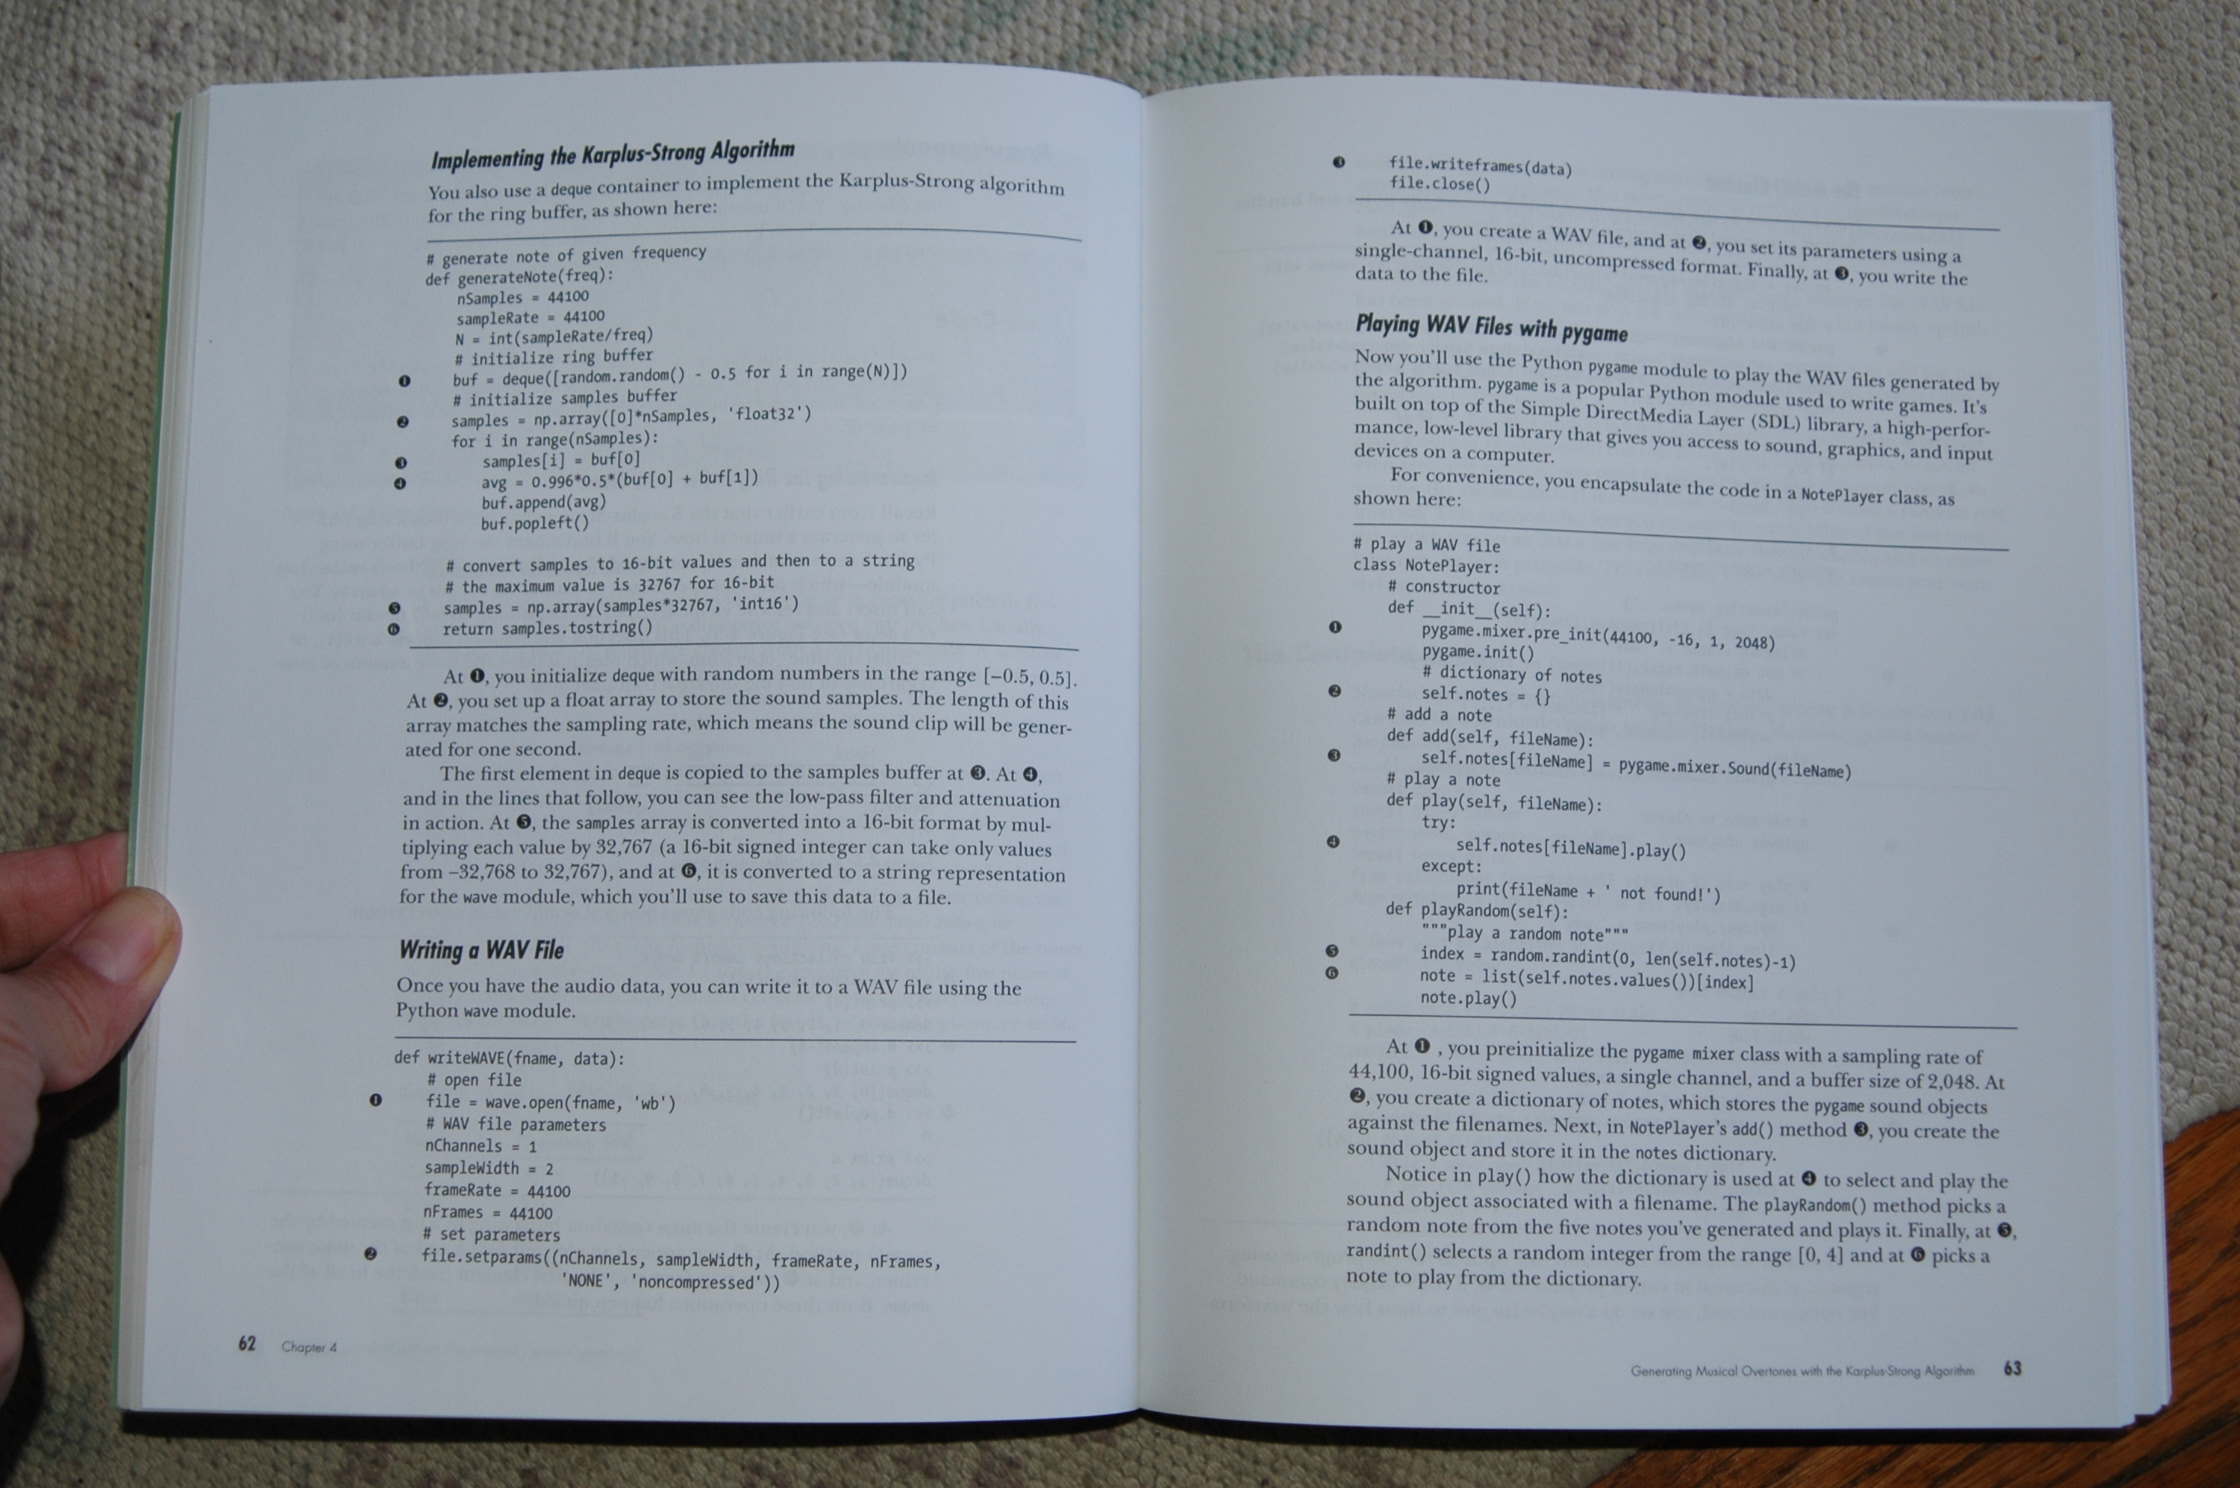 Implementing the Karplus-Strong Algorithm
You also use a deque container to implement the Karplus-Strong algorithm
for the ring buffer, as shown here:
# generate note of given frequency
def generateNote(freq):
    nSamples = 44100
    sampleRate = 44100
    N = int(sampleRate/freq)
    # initialize ring buffer
❶   buf = deque([random.random() - 0.5 for i in range(N)])
    # initialize samples buffer
❷   samples = np.array([0]*nSamples, 'float32')
    for i in range(nSamples):
❸       samples[i] = buf[0]
❹       avg = 0.996*0.5*(buf[0] + buf[1])
        buf.append(avg)
        buf.popleft()
    # convert samples to 16-bit values and then to a string
    # the maximum value is 32767 for 16-bit
❺   samples = np.array(samples*32767, 'int16')
❻   return samples.tostring()
At ❶, you initialize deque with random numbers in the range [−0.5, 0.5].
At ❷, you set up a float array to store the sound samples. The length of this
array matches the sampling rate, which means the sound clip will be gener-
ated for one second.
The first element in deque is copied to the samples buffer at ❸. At ❹,
and in the lines that follow, you can see the low-pass filter and attenuation
in action. At ❺, the samples array is converted into a 16-bit format by mul-
tiplying each value by 32,767 (a 16-bit signed integer can take only values
from −32,768 to 32,767), and at ❻, it is converted to a string representation
for the wave module, which you'll use to save this data to a file.
Writing a WAV File
Once you have the audio data, you can write it to a WAV file using the
Python wave module.
def writeWAVE(fname, data):
    # open file
❶   file = wave.open(fname, 'wb')
    # WAV file parameters
    nChannels = 1
    sampleWidth = 2
    frameRate = 44100
    nFrames = 44100
    # set parameters
❷   file.setparams((nChannels, sampleWidth, frameRate, nFrames,
                    'NONE', 'noncompressed'))
62 Chapter 4
❸   file.writeframes(data)
    file.close()
At ❶, you create a WAV file, and at ❷, you set its parameters using a
single-channel, 16-bit, uncompressed format. Finally, at ❸, you write the
data to the file.
Playing WAV Files with pygame
Now you'll use the Python pygame module to play the WAV files generated by
the algorithm. pygame is a popular Python module used to write games. It's
built on top of the Simple DirectMedia Layer (SDL) library, a high-perfor-
mance, low-level library that gives you access to sound, graphics, and input
devices on a computer.
For convenience, you encapsulate the code in a NotePlayer class, as
shown here:
# play a WAV file
class NotePlayer:
    # constructor
    def __init__(self):
❶       pygame.mixer.pre_init(44100, -16, 1, 2048)
        pygame.init()
        # dictionary of notes
❷       self.notes = {}
    # add a note
    def add(self, fileName):
❸       self.notes[fileName] = pygame.mixer.Sound(fileName)
    # play a note
    def play(self, fileName):
        try:
❹           self.notes[fileName].play()
        except:
            print(fileName + ' not found!')
    def playRandom(self):
        """play a random note"""
❺       index = random.randint(0, len(self.notes)-1)
❻       note = list(self.notes.values())[index]
        note.play()
At ❶, you preinitialize the pygame mixer class with a sampling rate of
44,100, 16-bit signed values, a single channel, and a buffer size of 2,048. At
❷, you create a dictionary of notes, which stores the pygame sound objects
against the filenames. Next, in NotePlayer's add() method ❸, you create the
sound object and store it in the notes dictionary.
Notice in play() how the dictionary is used at ❹ to select and play the
sound object associated with a filename. The playRandom() method picks a
random note from the five notes you've generated and plays it. Finally, at ❺,
randint() selects a random integer from the range [0, 4] and at ❻ picks a
note to play from the dictionary.
Generating Musical Overtones with the Karplus-Strong Algorithm 63